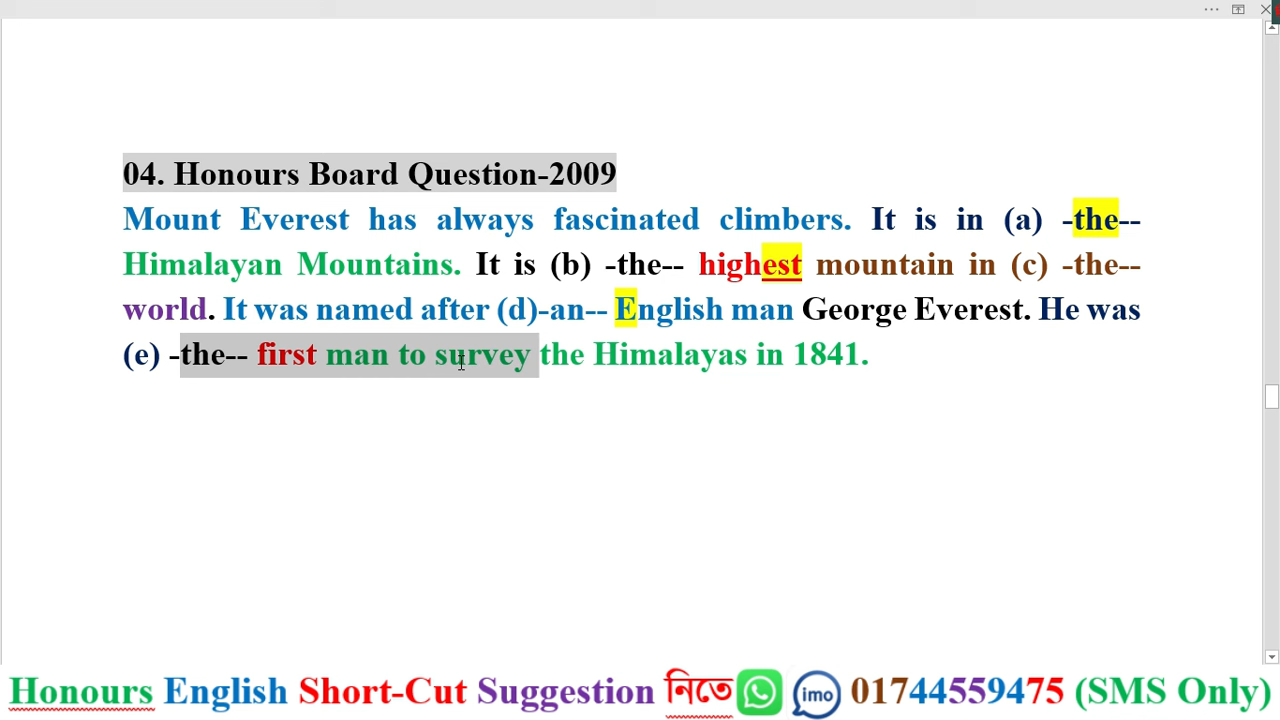 04. Honours Board Question-2009
Mount Everest has always fascinated climbers. It is in (a) -the--
Himalayan Mountains. It is (b) -the-- highest mountain in (c) -the--
world. It was named after (d)-an-- English man George Everest. He was
(e) -the-- first man to survey the Himalayas in 1841.
Honours English Short-Cut Suggestion নিতে imo 01744559475 (SMS Only)